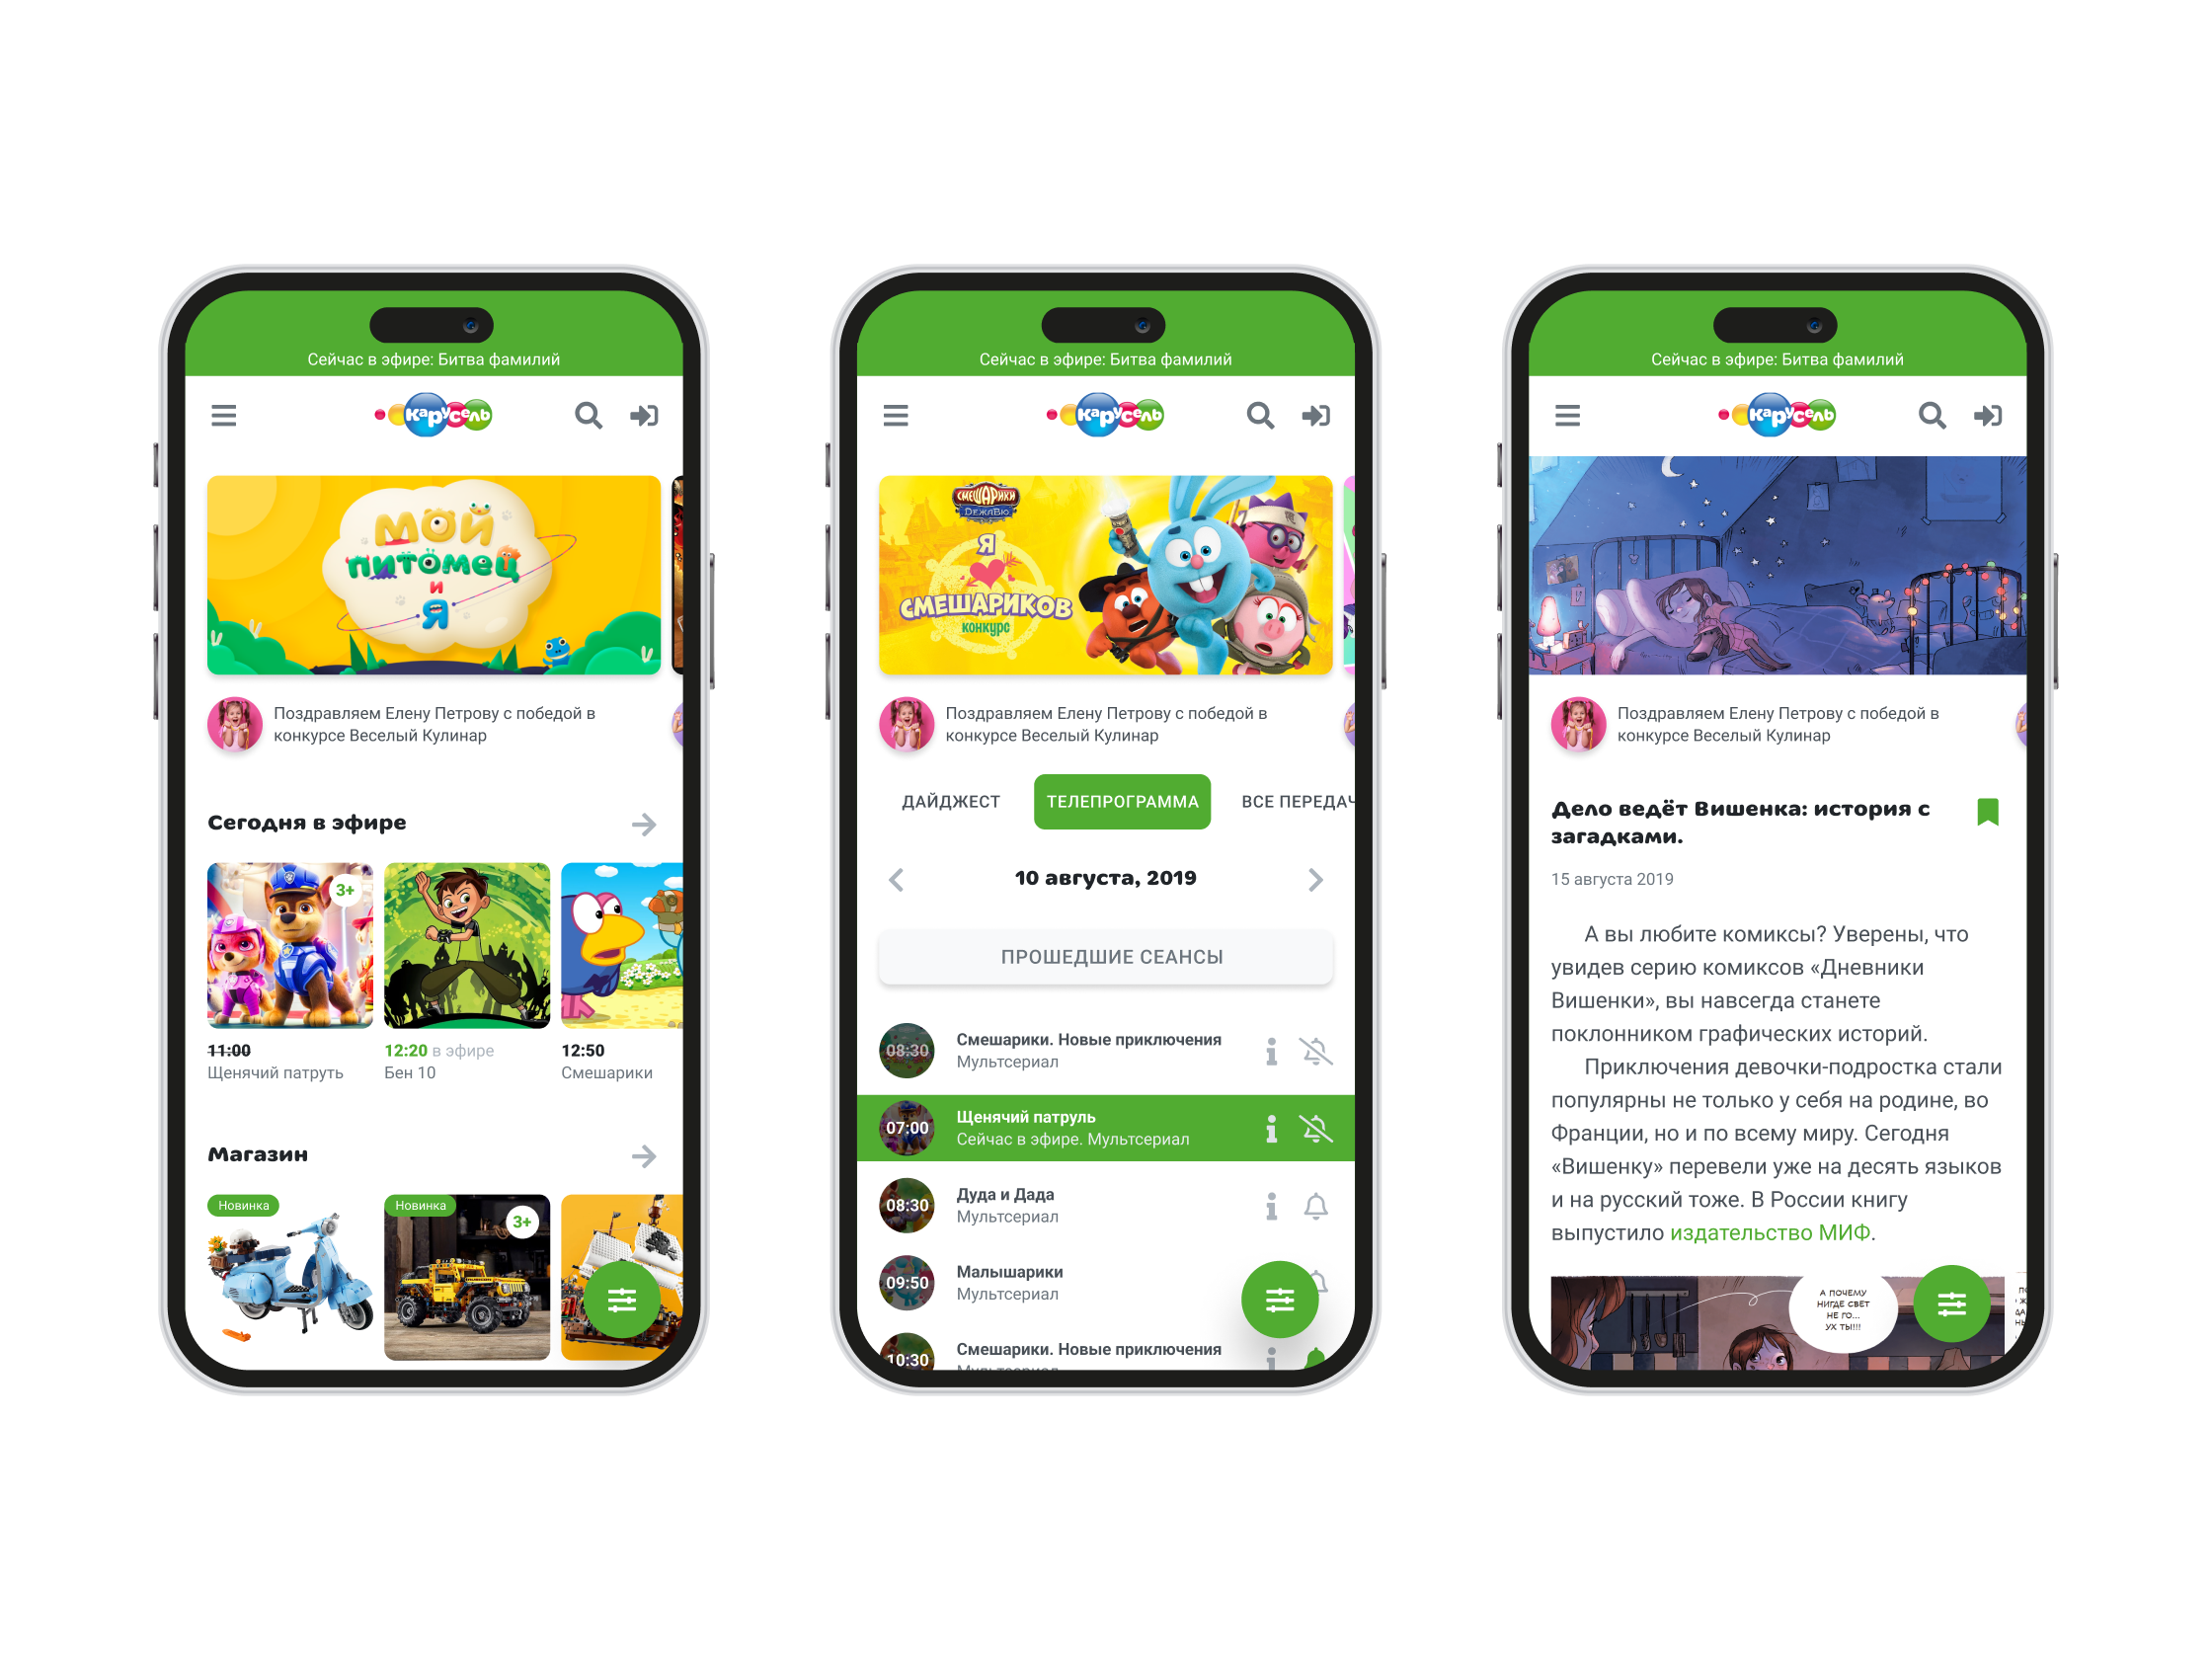 Сейчас в эфире: Битва фамилий
карусель
МОЙ
питомец
и
Я
Поздравляем Елену Петрову с победой в
конкурсе Веселый Кулинар
Сегодня в эфире
3+
11:00
Щенячий патруть
12:20 в эфире
Бен 10
12:50
Смешарики
Магазин
Новинка
Новинка
3+
Сейчас в эфире: Битва фамилий
карусель
СМЕШАРИКИ
ДЕЖАВЮ
Я
СМЕШАРИКОВ
конкурс
Поздравляем Елену Петрову с победой в
конкурсе Веселый Кулинар
ДАЙДЖЕСТ
ТЕЛЕПРОГРАММА
ВСЕ ПЕРЕДАЧ
10 августа, 2019
ПРОШЕДШИЕ СЕАНСЫ
08:30
Смешарики. Новые приключения
Мультсериал
07:00
Щенячий патруль
Сейчас в эфире. Мультсериал
08:30
Дуда и Дада
Мультсериал
09:50
Малышарики
Мультсериал
10:30
Смешарики. Новые приключения
Мультсериал
Сейчас в эфире: Битва фамилий
карусель
Поздравляем Елену Петрову с победой в
конкурсе Веселый Кулинар
Дело ведёт Вишенка: история с
загадками.
15 августа 2019
А вы любите комиксы? Уверены, что
увидев серию комиксов «Дневники
Вишенки», вы навсегда станете
поклонником графических историй.
Приключения девочки-подростка стали
популярны не только у себя на родине, во
Франции, но и по всему миру. Сегодня
«Вишенку» перевели уже на десять языков
и на русский тоже. В России книгу
выпустило издательство МИФ.
А ПОЧЕМУ
НИГДЕ СВЕТ
НЕ ГО...
УХ ТЫ!!!